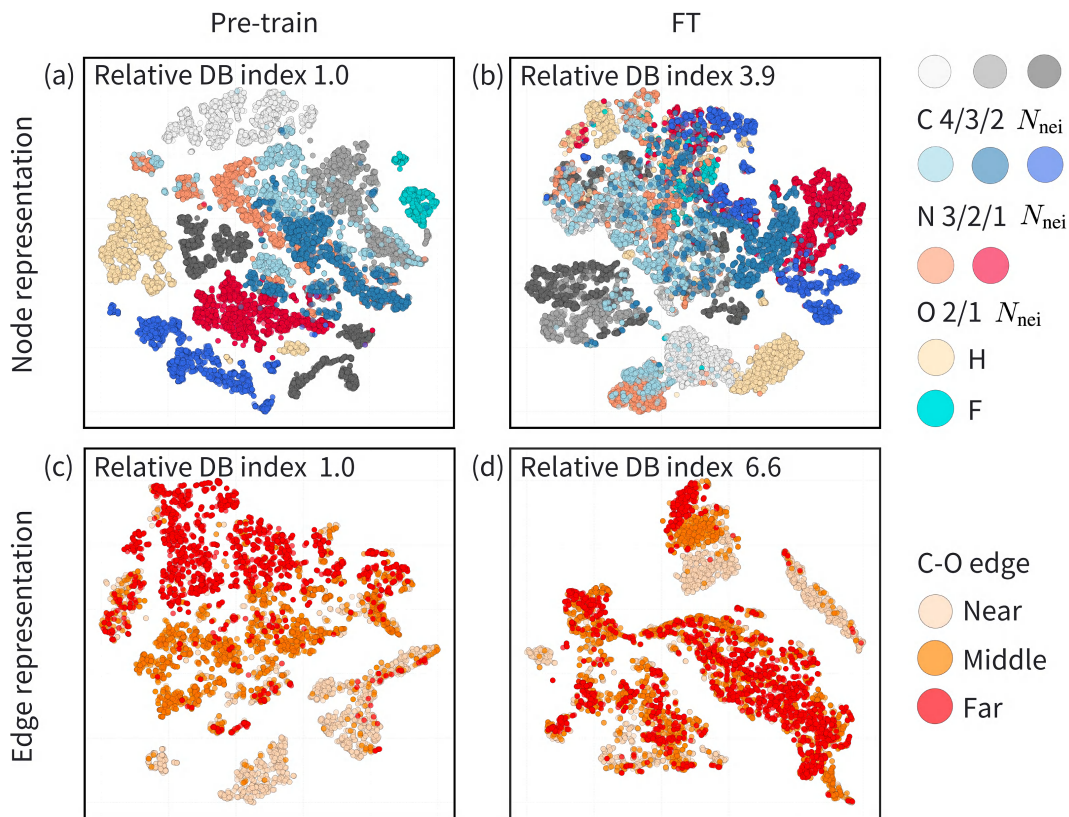 Pre-train
FT
Node representation
(a) Relative DB index 1.0
(b) Relative DB index 3.9
C 4/3/2 Nnei
N 3/2/1 Nnei
O 2/1 Nnei
H
F
Edge representation
(c) Relative DB index 1.0
(d) Relative DB index 6.6
C-O edge
Near
Middle
Far